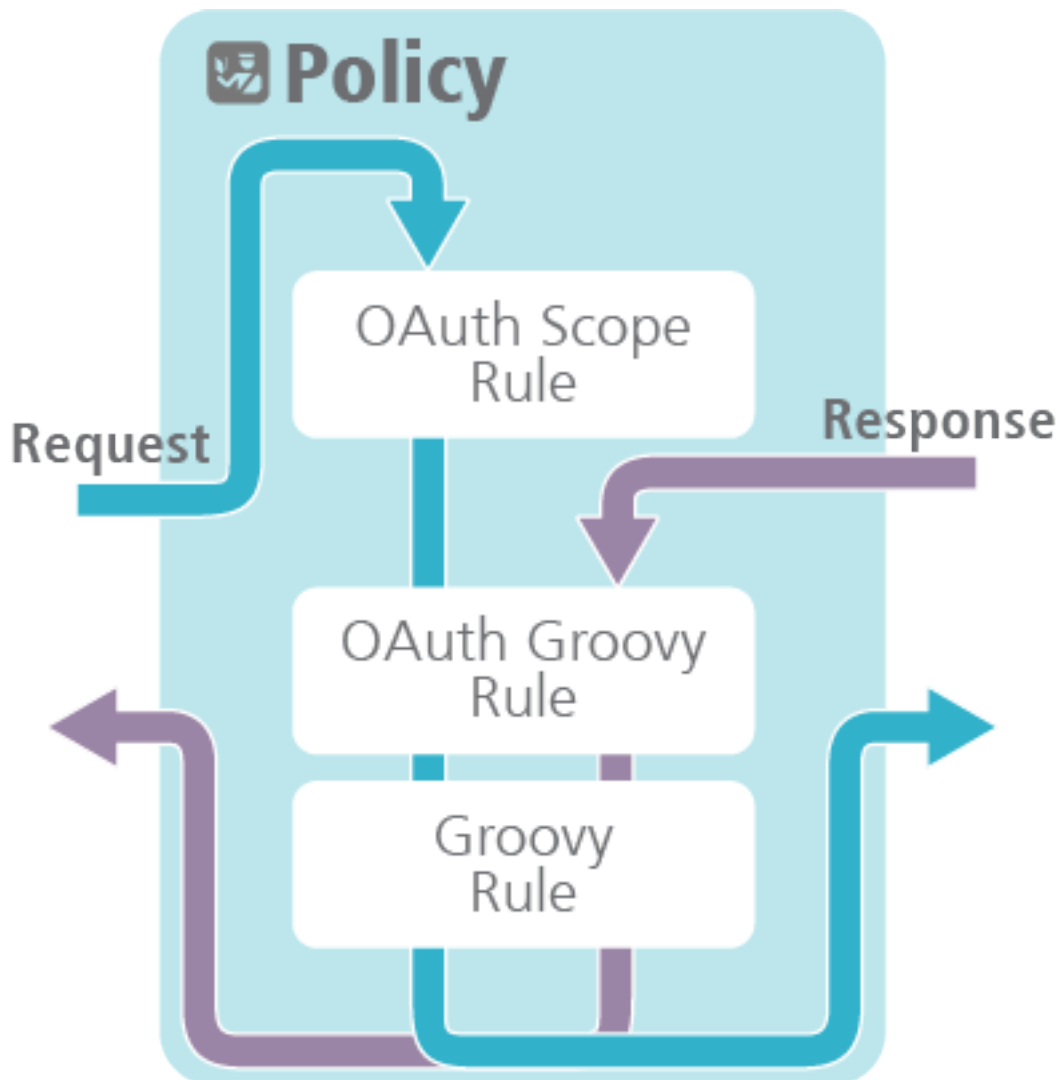 Policy
OAuth Scope
Rule
Request
Response
OAuth Groovy
Rule
Groovy
Rule